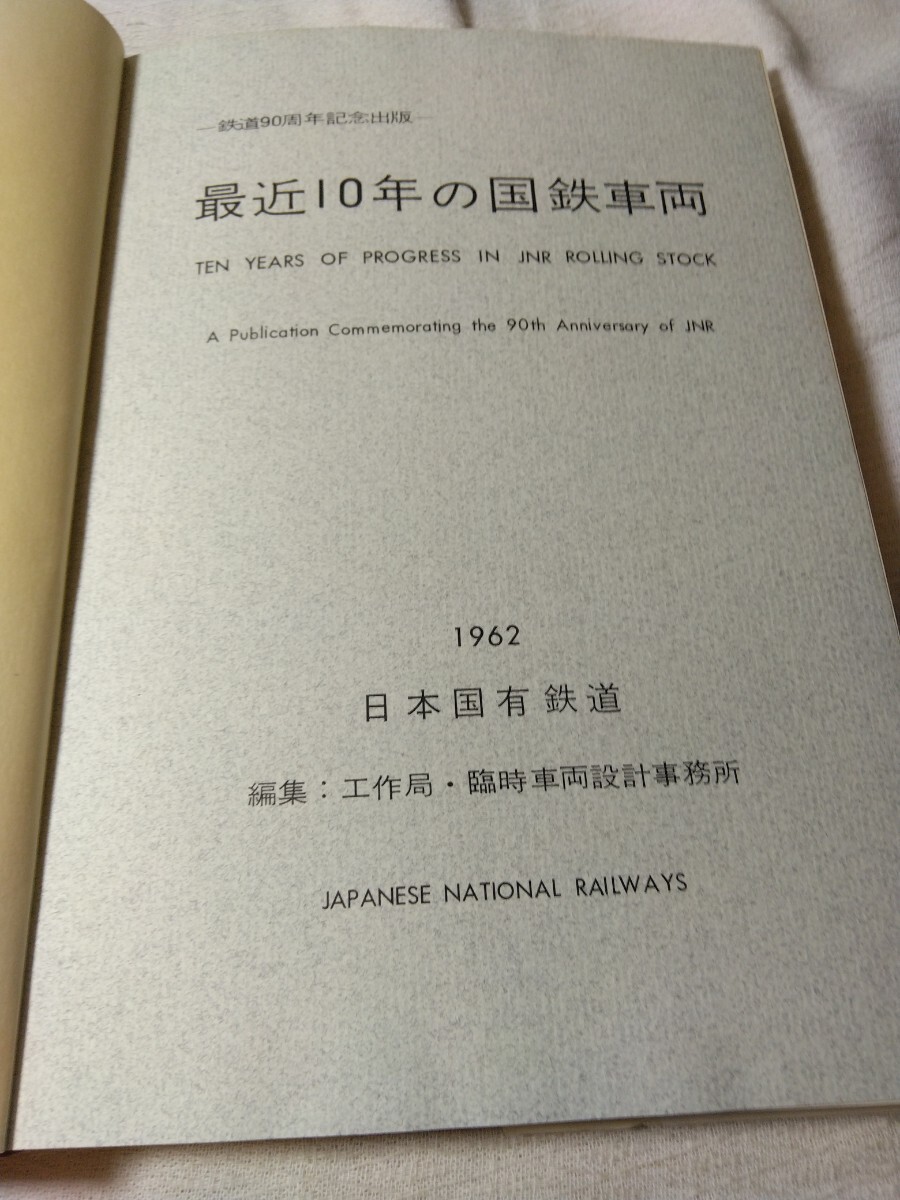 ―鉄道90周年記念出版―
最近10年の国鉄車両
TEN YEARS OF PROGRESS IN JNR ROLLING STOCK
A Publication Commemorating the 90th Anniversary of JNR
1962
日本国有鉄道
編集：工作局・臨時車両設計事務所
JAPANESE NATIONAL RAILWAYS